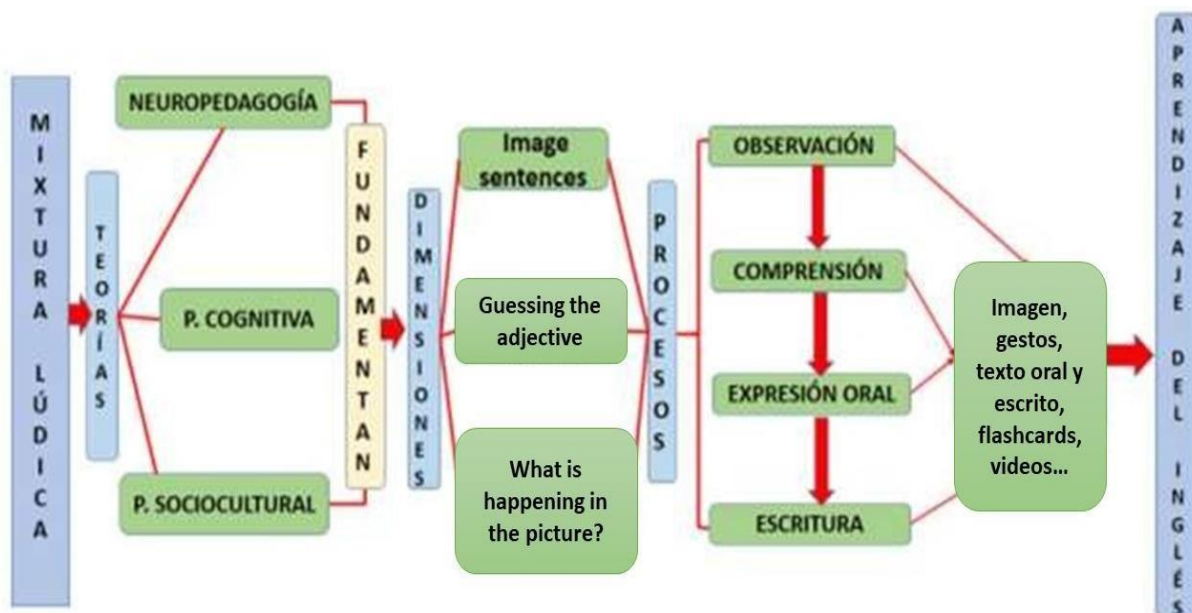 MIXTURA LÚDICA
TEORÍAS
NEUROPEDAGOGÍA
P. COGNITIVA
P. SOCIOCULTURAL
FUNDAMENTAN
DIMENSIONES
Image
sentences
Guessing the
adjective
What is
happening in
the picture?
PROCESOS
OBSERVACIÓN
COMPRENSIÓN
EXPRESIÓN ORAL
ESCRITURA
Imagen,
gestos,
texto oral y
escrito,
flashcards,
videos...
APRENDIZAJE DEL INGLÉS